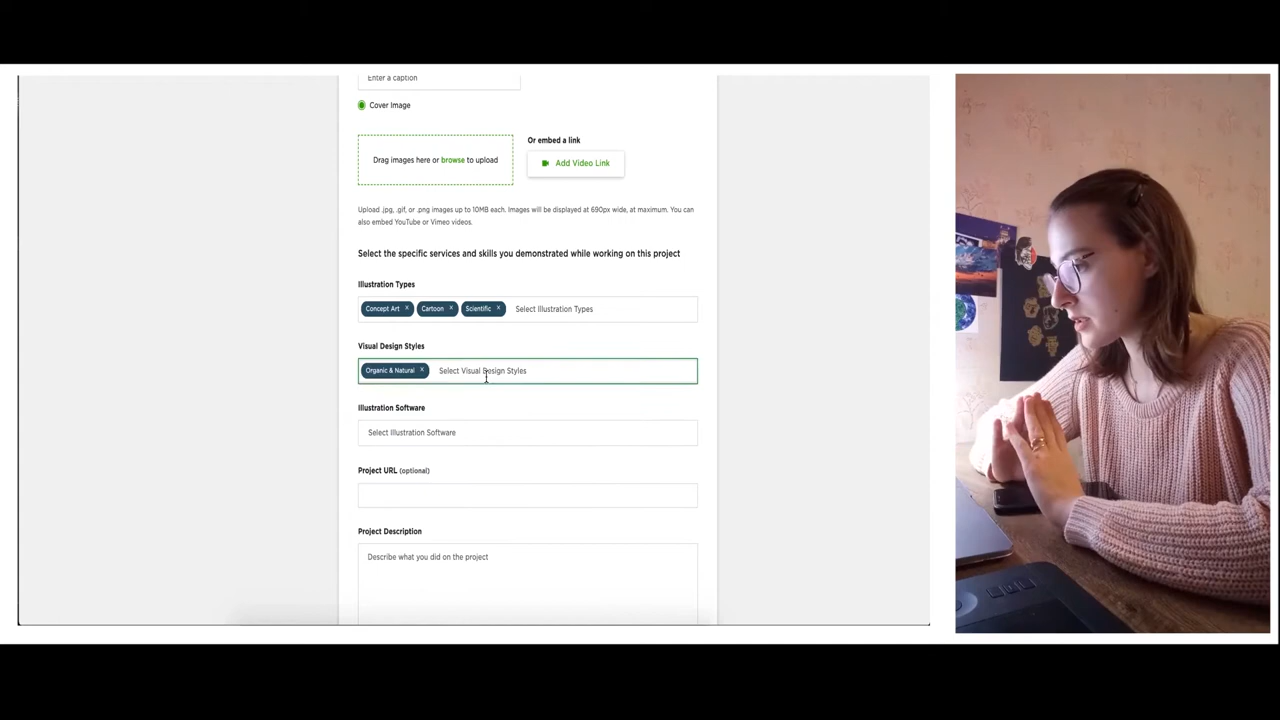 Enter a caption
Cover Image
Drag images here or browse to upload
Or embed a link
Add Video Link
Upload .jpg, .gif, or .png images up to 10MB each. Images will be displayed at 690px wide, at maximum. You can
also embed YouTube or Vimeo videos.
Select the specific services and skills you demonstrated while working on this project
Illustration Types
Concept Art x Cartoon x Scientific x Select Illustration Types
Visual Design Styles
Organic & Natural x Select Visual Design Styles
Illustration Software
Select Illustration Software
Project URL (optional)
Project Description
Describe what you did on the project